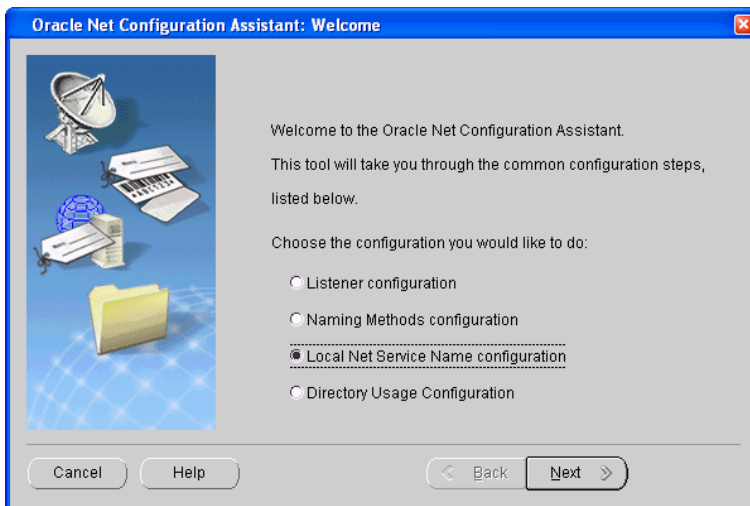 Oracle Net Configuration Assistant: Welcome
Welcome to the Oracle Net Configuration Assistant.
This tool will take you through the common configuration steps,
listed below.
Choose the configuration you would like to do:
Listener configuration
Naming Methods configuration
Local Net Service Name configuration
Directory Usage Configuration
Cancel
Help
Back
Next